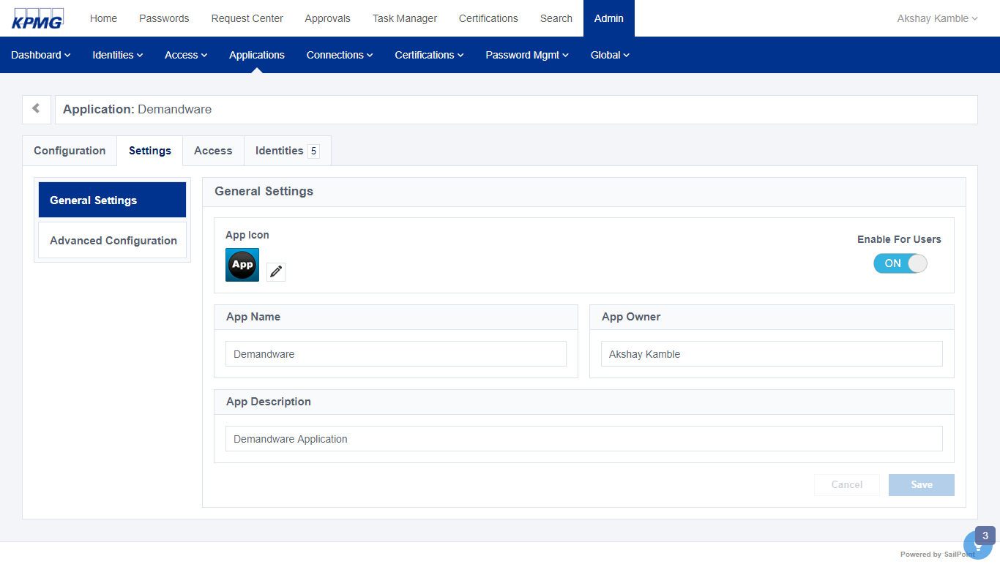 KPMG Home Passwords Request Center Approvals Task Manager Certifications Search Admin Akshay Kamble
Dashboard Identities Access Applications Connections Certifications Password Mgmt Global
Application: Demandware
Configuration Settings Access Identities 5
General Settings
Advanced Configuration
General Settings
App Icon
Enable For Users
App
ON
App Name
Demandware
App Owner
Akshay Kamble
App Description
Demandware Application
Cancel Save
3
Powered by SailPoint